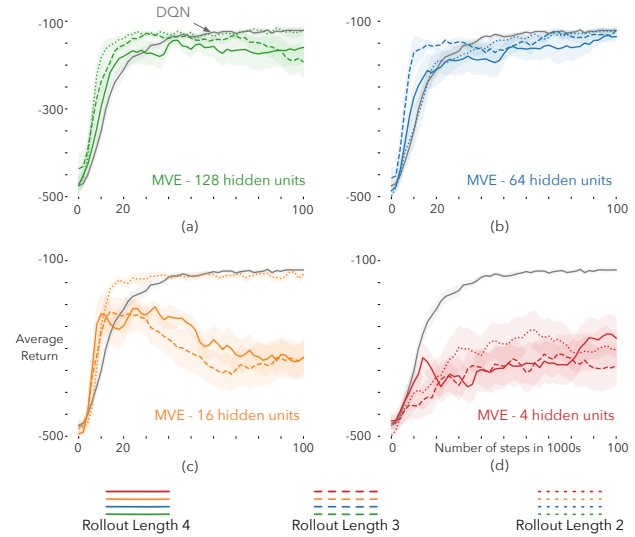 DQN
-100
-300
-500
MVE - 128 hidden units
0
20
100
(a)
-100
MVE - 64 hidden units
-500
0
20
100
(b)
-100
Average
Return
-500
MVE - 16 hidden units
0
20
100
(c)
-100
MVE - 4 hidden units
-500
0
Number of steps in 1000s
100
(d)
Rollout Length 4
Rollout Length 3
Rollout Length 2